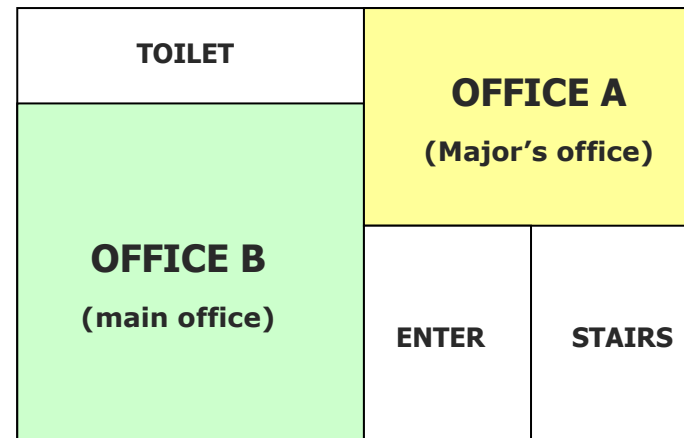 TOILET
OFFICE A
(Major’s office)
OFFICE B
(main office)
ENTER
STAIRS